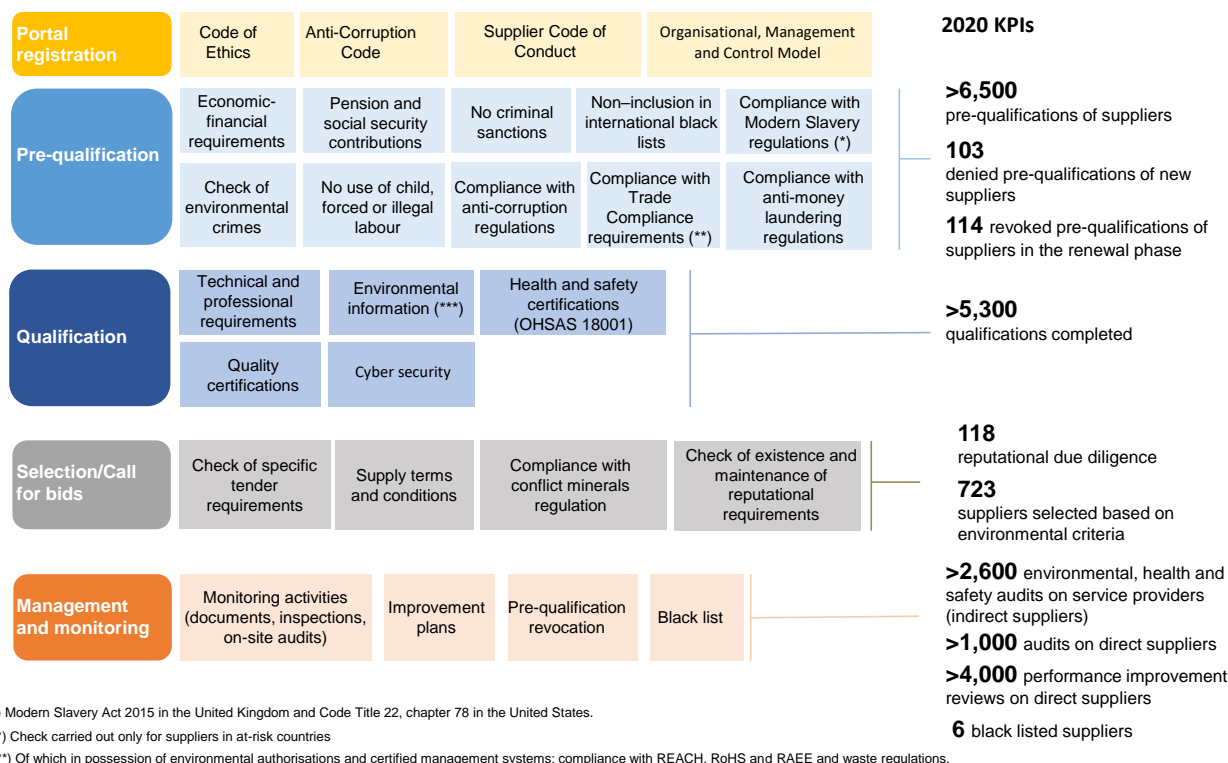 Portal
registration
Code of
Ethics
Anti-Corruption
Code
Supplier Code of
Conduct
Organisational, Management
and Control Model
2020 KPIs
Pre-qualification
Economic-
financial
requirements
Pension and
social security
contributions
No criminal
sanctions
Non–inclusion in
international black
lists
Compliance with
Modern Slavery
regulations (*)
Check of
environmental
crimes
No use of child,
forced or illegal
labour
Compliance with
anti-corruption
regulations
Compliance with
Trade
Compliance
requirements (**)
Compliance with
anti-money
laundering
regulations
>6,500
pre-qualifications of suppliers
103
denied pre-qualifications of new
suppliers
114 revoked pre-qualifications of
suppliers in the renewal phase
Qualification
Technical and
professional
requirements
Environmental
information (***)
Health and safety
certifications
(OHSAS 18001)
Quality
certifications
Cyber security
>5,300
qualifications completed
Selection/Call
for bids
Check of specific
tender
requirements
Supply terms
and conditions
Compliance with
conflict minerals
regulation
Check of existence and
maintenance of
reputational
requirements
118
reputational due diligence
723
suppliers selected based on
environmental criteria
Management
and monitoring
Monitoring activities
(documents, inspections,
on-site audits)
Improvement
plans
Pre-qualification
revocation
Black list
>2,600 environmental, health and
safety audits on service providers
(indirect suppliers)
>1,000 audits on direct suppliers
>4,000 performance improvement
reviews on direct suppliers
6 black listed suppliers
) Modern Slavery Act 2015 in the United Kingdom and Code Title 22, chapter 78 in the United States.
*) Check carried out only for suppliers in at-risk countries
**) Of which in possession of environmental authorisations and certified management systems; compliance with REACH, RoHS and RAEE and waste regulations.